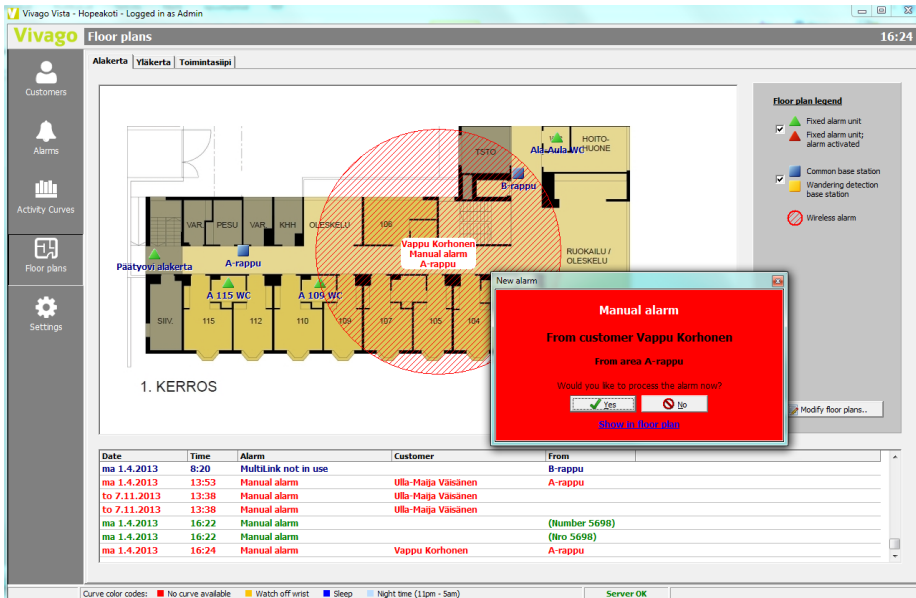 Vivago Vista - Hopeakoti - Logged in as Admin
Vivago Floor plans 16:24
Alakerta Yläkerta Toimintasiipi
Customers
Alarms
Activity Curves
Floor plans
Settings
TSTO
HOITO-
HUONE
Ala-Aula WC
B-rappu
VAR. PESU VAR. KHH OLESKELU 106
Vappu Korhonen
Manual alarm
A-rappu
RUOKAILU /
OLESKELU
Päätyovi alakerta
A-rappu
A 115 WC
A 109 WC
SIIV. 115 112 110 109 107 105 104
1. KERROS
Floor plan legend
Fixed alarm unit
Fixed alarm unit;
alarm activated
Common base station
Wandering detection
base station
Wireless alarm
Modify floor plans..
New alarm
Manual alarm
From customer Vappu Korhonen
From area A-rappu
Would you like to process the alarm now?
Yes No
Show in floor plan
Date Time Alarm Customer From
ma 1.4.2013 8:20 MultiLink not in use B-rappu
ma 1.4.2013 13:53 Manual alarm Ulla-Maija Väisänen A-rappu
to 7.11.2013 13:38 Manual alarm Ulla-Maija Väisänen
to 7.11.2013 13:38 Manual alarm Ulla-Maija Väisänen
ma 1.4.2013 16:22 Manual alarm (Number 5698)
ma 1.4.2013 16:22 Manual alarm (Nro 5698)
ma 1.4.2013 16:24 Manual alarm Vappu Korhonen A-rappu
Curve color codes: No curve available Watch off wrist Sleep Night time (11pm - 5am) Server OK